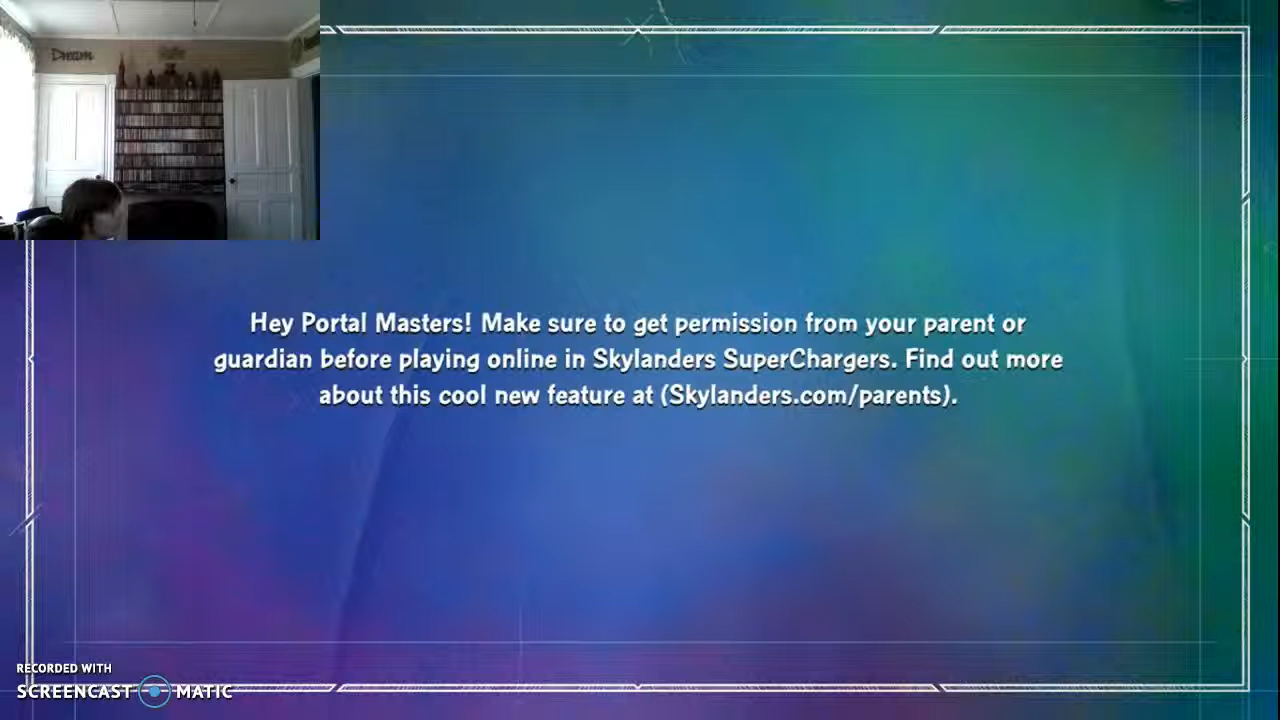 Dream
Hey Portal Masters! Make sure to get permission from your parent or
guardian before playing online in Skylanders SuperChargers. Find out more
about this cool new feature at (Skylanders.com/parents).
RECORDED WITH
SCREENCAST MATIC